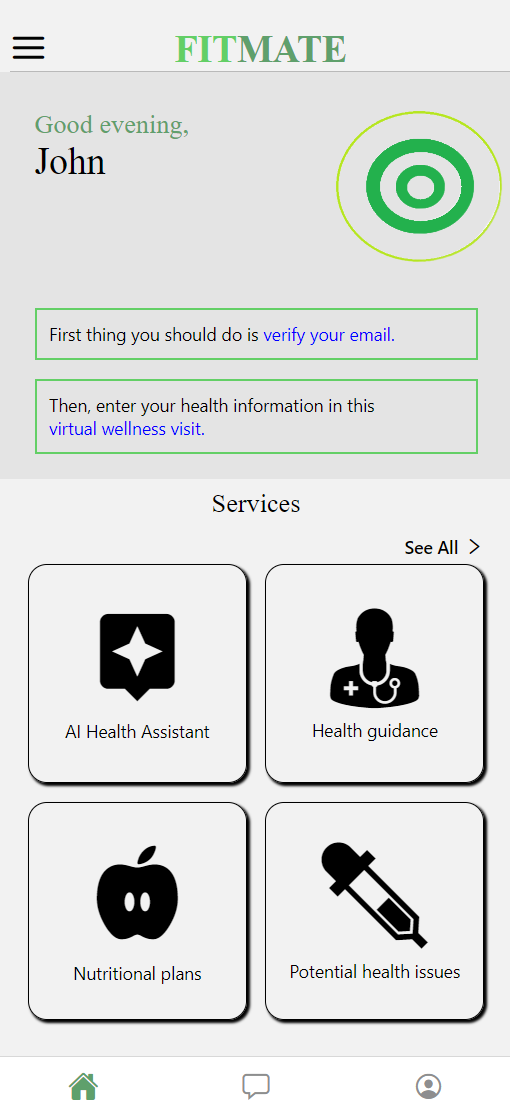 FITMATE
Good evening,
John
First thing you should do is verify your email.
Then, enter your health information in this
virtual wellness visit.
Services
See All
AI Health Assistant
Health guidance
Nutritional plans
Potential health issues